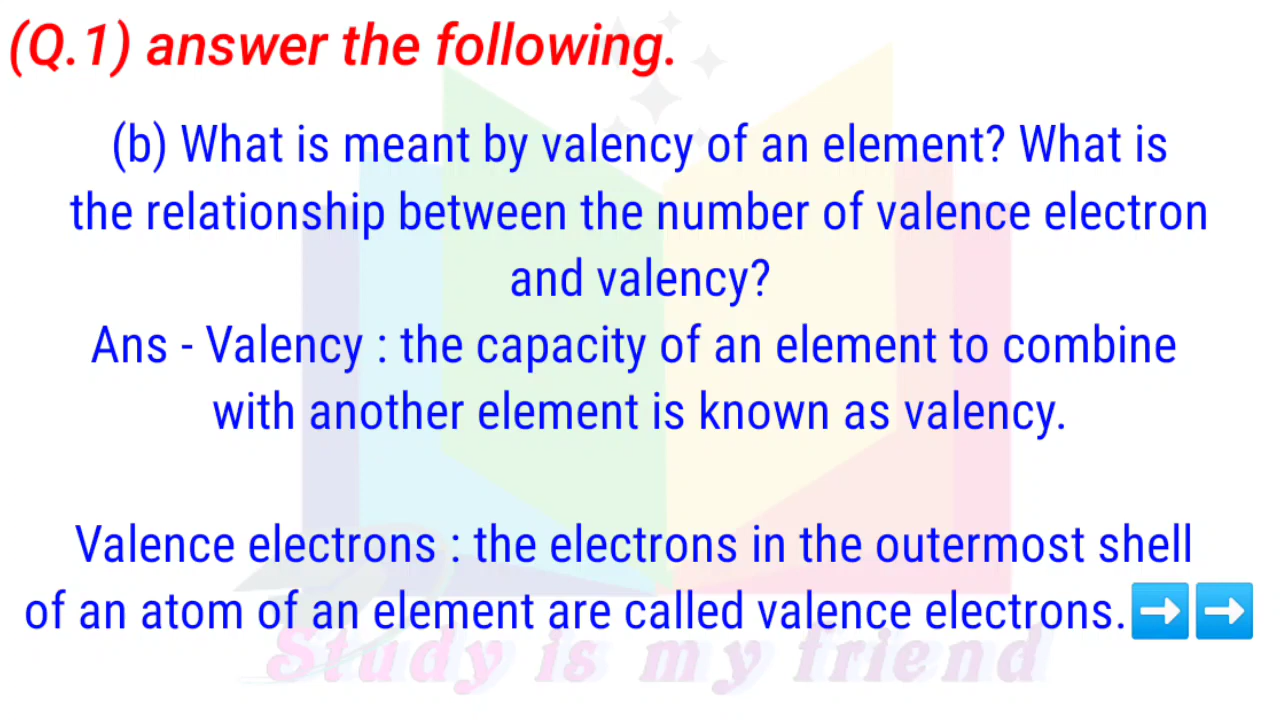 (Q.1) answer the following.
(b) What is meant by valency of an element? What is
the relationship between the number of valence electron
and valency?
Ans - Valency : the capacity of an element to combine
with another element is known as valency.
Valence electrons : the electrons in the outermost shell
of an atom of an element are called valence electrons.➡➡
Study is my friend